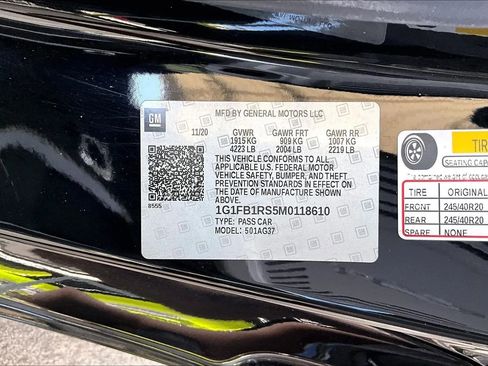 GM
MFD BY GENERAL MOTORS LLC
11/20 GVWR GAWR FRT GAWR RR
1915 KG 909 KG 1007 KG
4223 LB 2004 LB 2219 LB
THIS VEHICLE CONFORMS TO ALL
APPLICABLE U.S. FEDERAL MOTOR
VEHICLE SAFETY, BUMPER, AND THEFT
PREVENTION STANDARDS IN EFFECT ON
THE DATE OF MANUFACTURE SHOWN
ABOVE.
8555
1G1FB1RS5M0118610
TYPE: PASS CAR
MODEL: 501AG37
TIR
SEATING CAPACI
TIRE ORIGINAL
FRONT 245/40R20
REAR 245/40R20
SPARE NONE